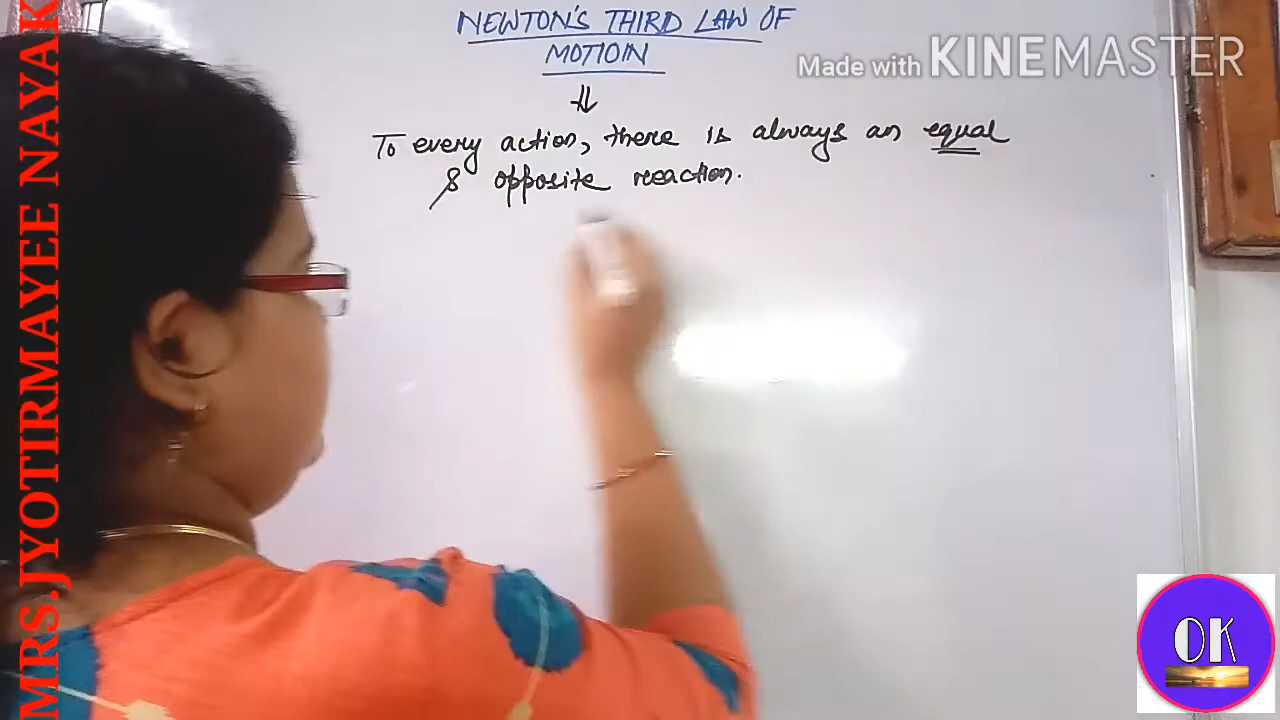 NEWTON'S THIRD LAW OF
MOTIOIN
⇓
To every action, there is always an equal
& opposite reaction.
Made with KINEMASTER
MRS.JYOTIRMAYEE NAYAK
OK